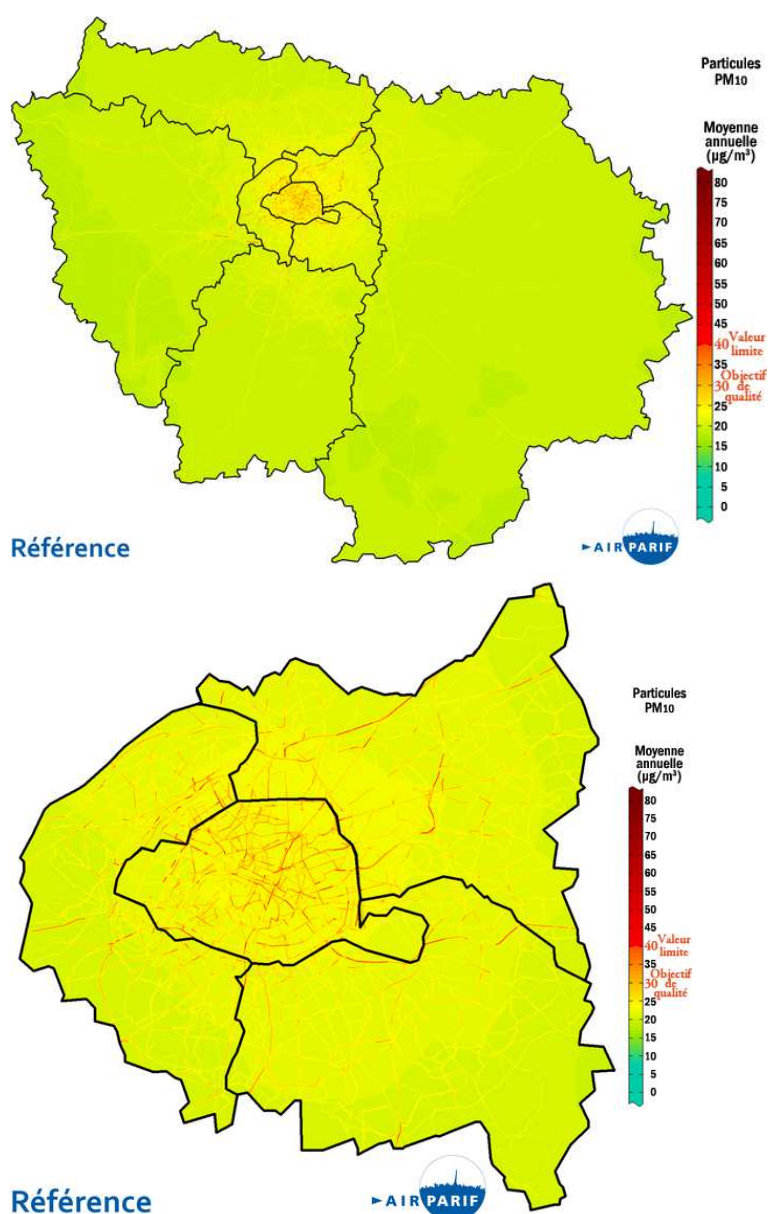 Particules
PM10
Moyenne
annuelle
(µg/m³)
80
75
70
65
60
55
50
45
40 Valeur
limite
35
Objectif
30 de
qualité
25
20
15
10
5
0
Référence
AIRPARIF
Particules
PM10
Moyenne
annuelle
(µg/m³)
80
75
70
65
60
55
50
45
40 Valeur
limite
35
Objectif
30 de
qualité
25
20
15
10
5
0
Référence
AIRPARIF